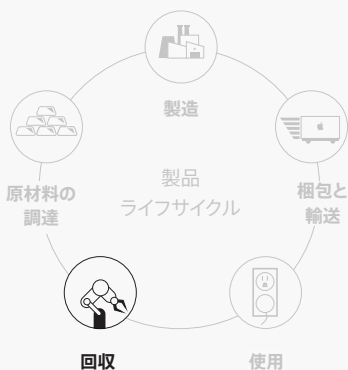 製造
原材料の
調達
製品
ライフサイクル
梱包と
輸送
回収
使用